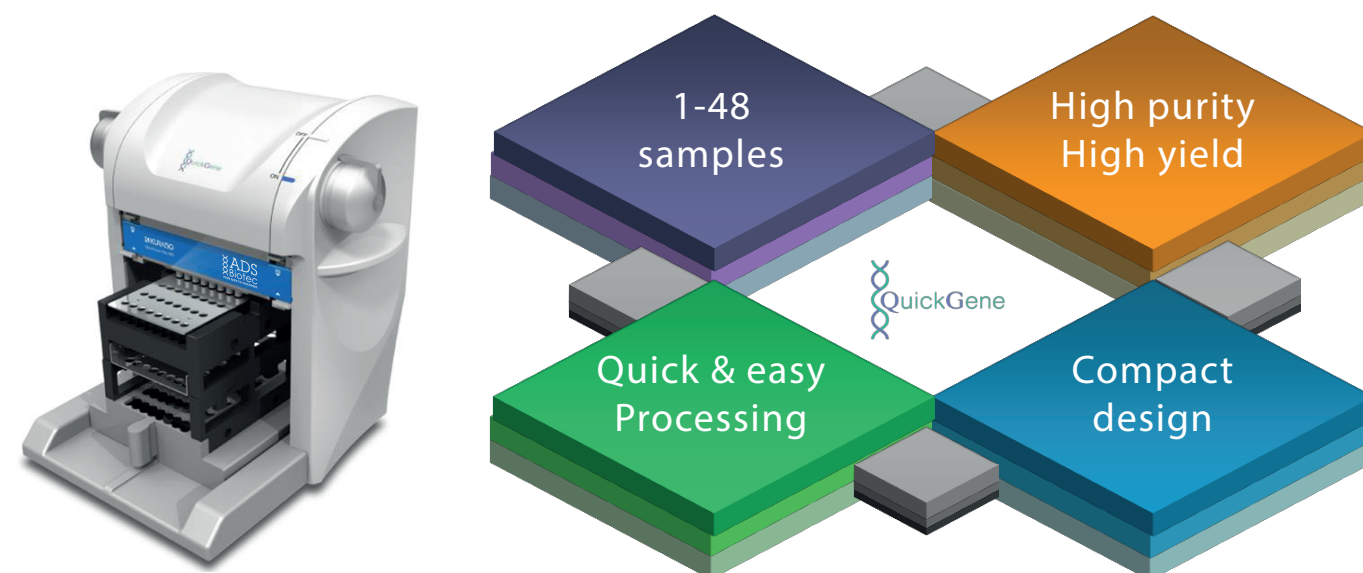 OFF
ON
QuickGene
KURABO
ADS
Biotec
1-48
samples
High purity
High yield
QuickGene
Quick & easy
Processing
Compact
design